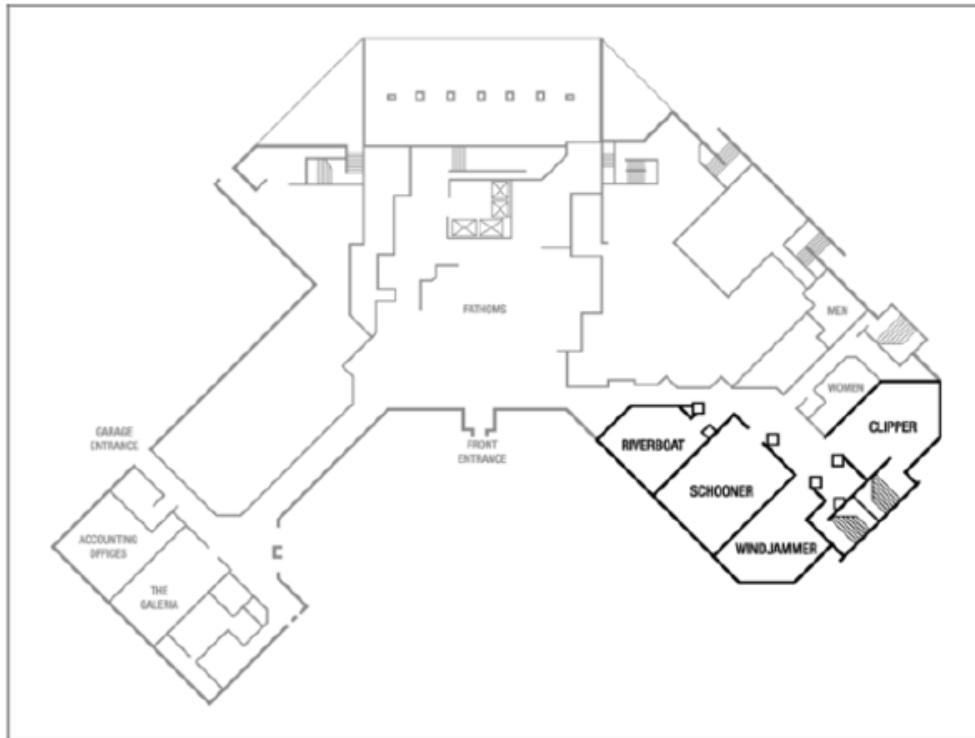 FATHOMS
MEN
WOMEN
CLIPPER
GARAGE
ENTRANCE
FRONT
ENTRANCE
RIVERBOAT
SCHOONER
WINDJAMMER
ACCOUNTING
OFFICES
THE
GALERIA